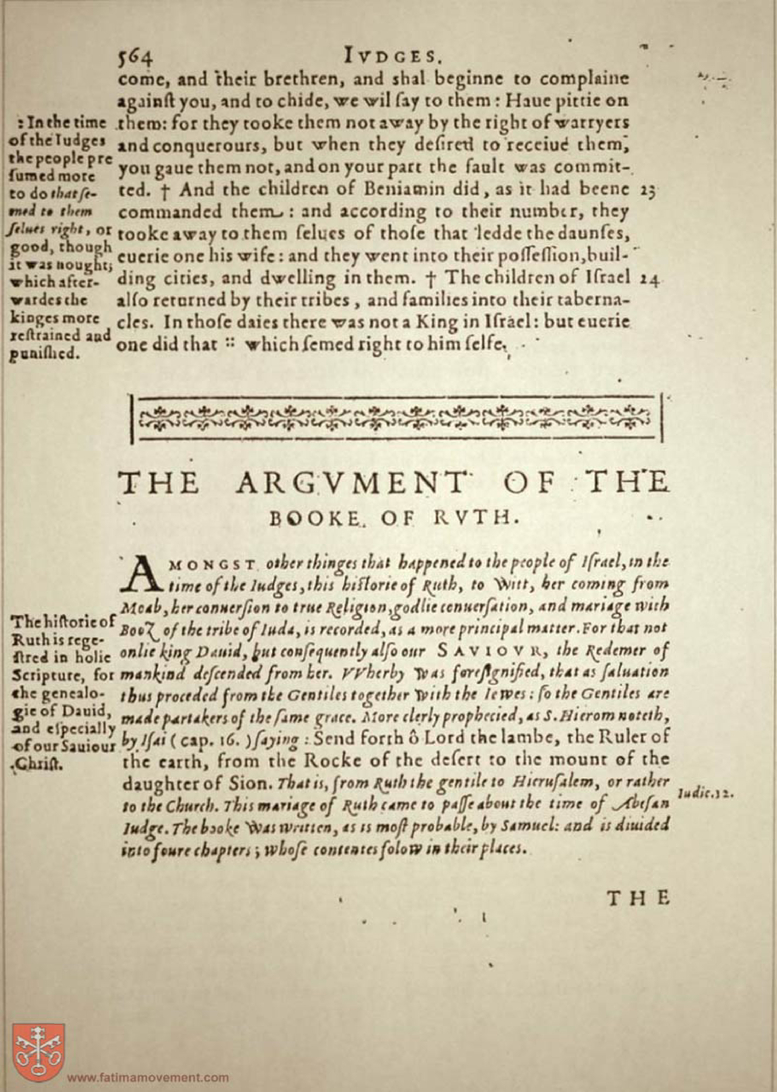 564
IVDGES.
come, and their brethren, and shal beginne to complaine
againſt you, and to chide, we wil ſay to them : Haue pittie on
them: for they tooke them not away by the right of warryers
and conquerours, but when they deſired to receiue them,
you gaue them not, and on your part the fault was commit-
ted. † And the children of Beniamin did, as it had beene 23
commanded them : and according to their number, they
tooke away to them ſelues of thoſe that ledde the daunſes,
euerie one his wife : and they went into their poſſeſſion, buil-
ding cities, and dwelling in them. † The children of Iſrael 24
alſo returned by their tribes , and families into their taberna-
cles. In thoſe daies there was not a King in Iſrael : but euerie
one did that :: which ſemed right to him ſelfe.
: In the time
of the Iudges
the people pre
ſumed more
to do that ſe-
med to them
ſelues right, or
good, though
it was nought;
which after-
wardes the
kinges more
reſtrained and
puniſhed.
THE ARGVMENT OF THE
BOOKE OF RVTH.
AMONGST other thinges that happened to the people of Iſrael, in the
time of the Iudges, this hiſtorie of Ruth, to witt, her coming from
Moab, her conuerſion to true Religion, godlie conuerſation, and mariage with
Booz of the tribe of Iuda, is recorded, as a more principal matter. For that not
onlie king Dauid, but conſequently alſo our SAVIOVR, the Redemer of
mankind deſcended from her. VVherby was foreſignified, that as ſaluation
thus proceded from the Gentiles together with the Iewes : ſo the Gentiles are
made partakers of the ſame grace. More clerly prophecied, as S. Hierom noteth,
by Iſai ( cap. 16. ) ſaying : Send forth ô Lord the lambe, the Ruler of
the earth, from the Rocke of the deſert to the mount of the
daughter of Sion. That is, from Ruth the gentile to Hieruſalem, or rather
to the Church. This mariage of Ruth came to paſſe about the time of Abeſan
Iudge. The booke was written, as is moſt probable, by Samuel: and is diuided
into foure chapters ; whoſe contentes folow in their places.
The hiſtorie of
Ruth is rege-
ſtred in holie
Scripture, for
the genealo-
gie of Dauid,
and eſpecially
of our Sauiour
Chriſt.
Iudic. 12.
THE
www.fatimamovement.com